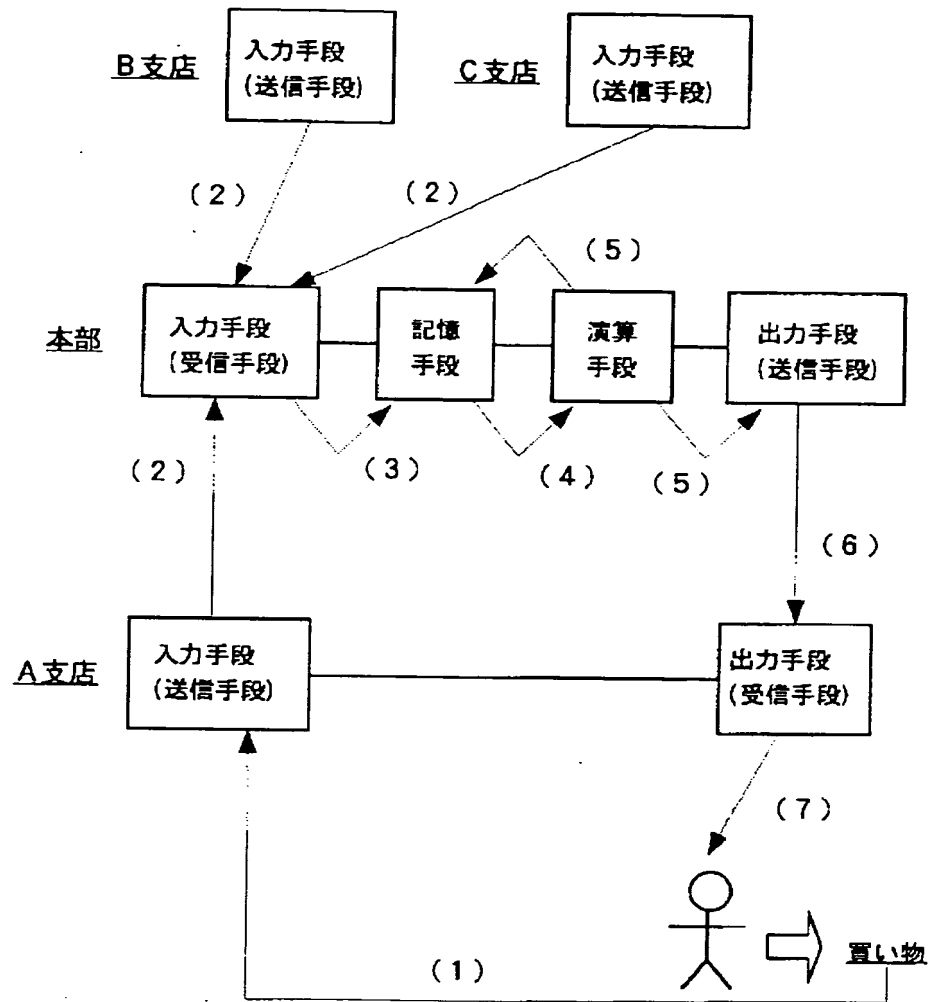 B支店
入力手段
(送信手段)
C支店
入力手段
(送信手段)
(2)
(2)
(5)
本部
入力手段
(受信手段)
記憶
手段
演算
手段
出力手段
(送信手段)
(2)
(3)
(4)
(5)
(6)
A支店
入力手段
(送信手段)
出力手段
(受信手段)
(7)
(1)
買い物